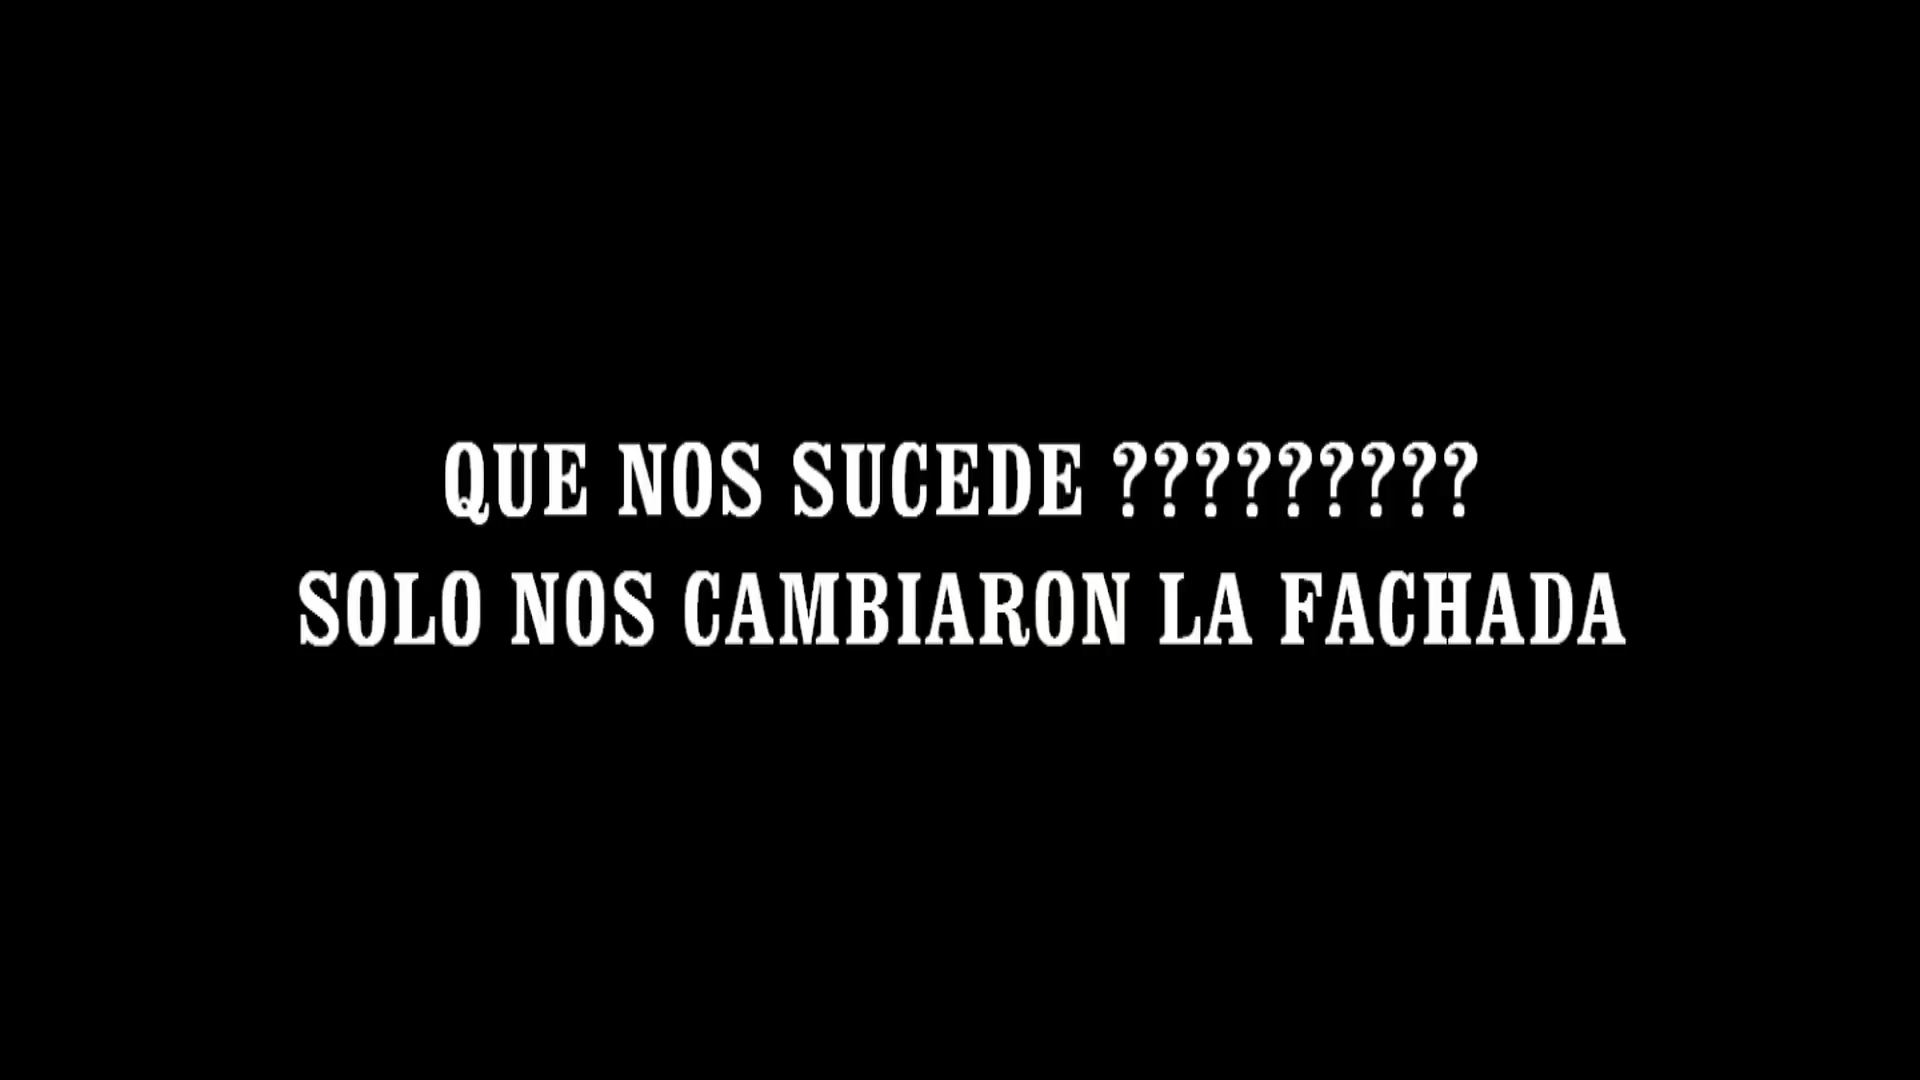 QUE NOS SUCEDE ?????????
SOLO NOS CAMBIARON LA FACHADA